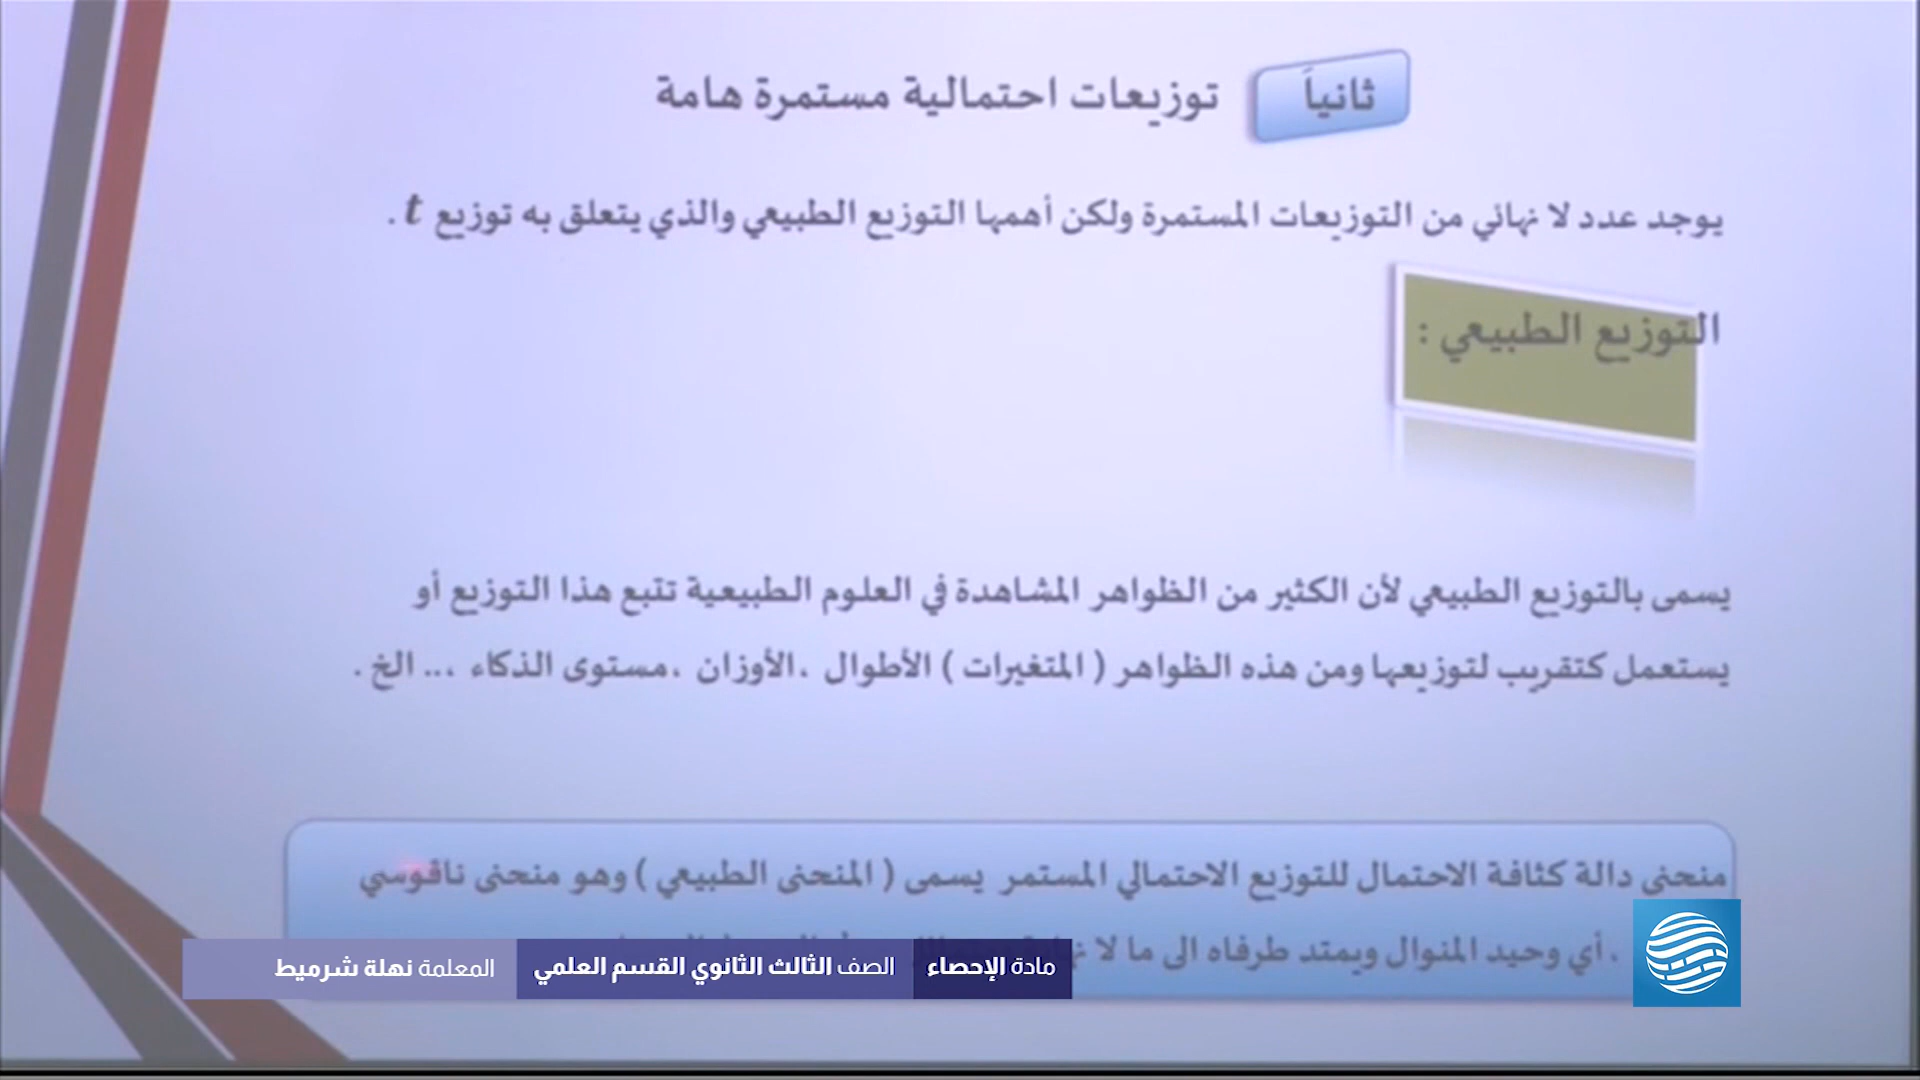 ثانياً توزيعات احتمالية مستمرة هامة
يوجد عدد لا نهائي من التوزيعات المستمرة ولكن أهمها التوزيع الطبيعي والذي يتعلق به توزيع t .
التوزيع الطبيعي :
يسمى بالتوزيع الطبيعي لأن الكثير من الظواهر المشاهدة في العلوم الطبيعية تتبع هذا التوزيع أو
يستعمل كتقريب لتوزيعها ومن هذه الظواهر ( المتغيرات ) الأطوال ،الأوزان ،مستوى الذكاء ،... الخ .
منحنى دالة كثافة الاحتمال للتوزيع الاحتمالي المستمر يسمى ( المنحنى الطبيعي ) وهو منحنى ناقوسي
، أي وحيد المنوال ويمتد طرفاه الى ما لا
مادة الإحصاء الصف الثالث الثانوي القسم العلمي المعلمة نهلة شرميط